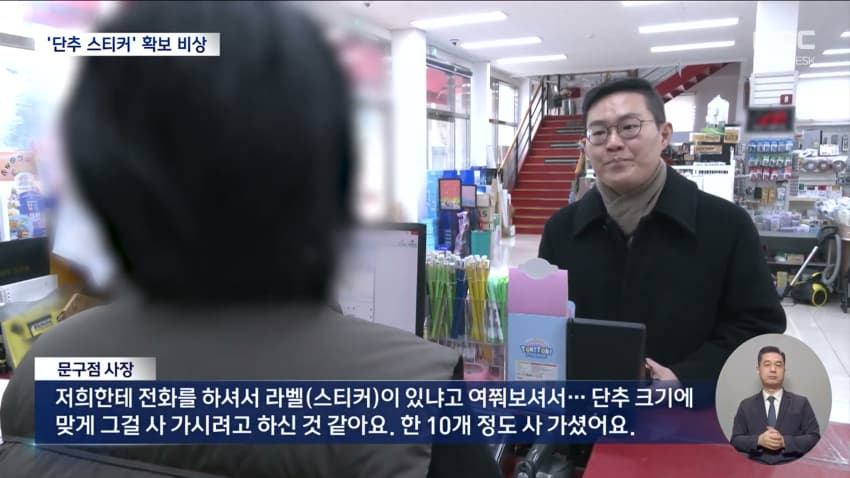 '단추 스티커' 확보 비상
MBC
DESK
문구점 사장
저희한테 전화를 하셔서 라벨(스티커)이 있냐고 여쭤보셔서… 단추 크기에
맞게 그걸 사 가시려고 하신 것 같아요. 한 10개 정도 사 가셨어요.